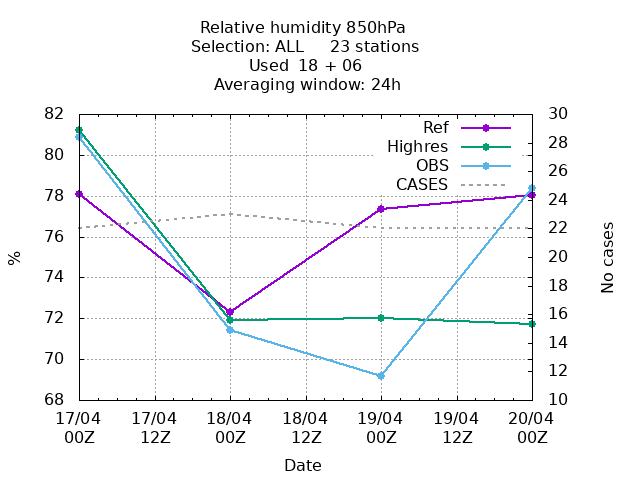 Relative humidity 850hPa
Selection: ALL 23 stations
Used 18 + 06
Averaging window: 24h
82
80
78
76
74
72
70
68
%
30
28
26
24
22
20
18
16
14
12
10
No cases
Ref
Highres
OBS
CASES
17/04 17/04 18/04 18/04 19/04 19/04 20/04
00Z 12Z 00Z 12Z 00Z 12Z 00Z
Date